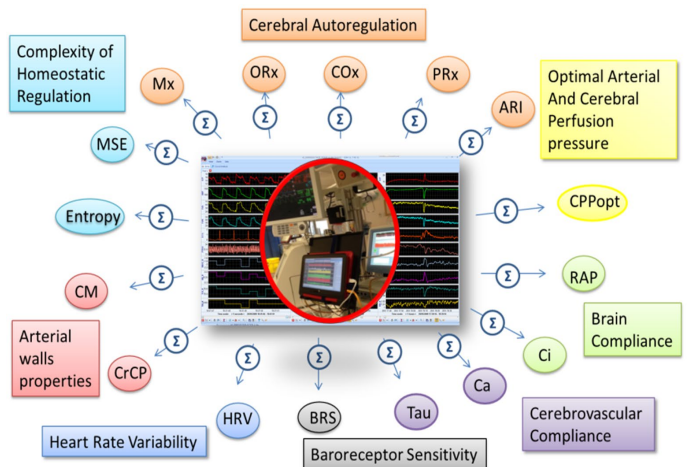 Cerebral Autoregulation
Complexity of
Homeostatic
Regulation
Mx
ORx
COx
PRx
ARI
Optimal Arterial
And Cerebral
Perfusion
pressure
Σ
Σ
Σ
Σ
Σ
MSE
Σ
Entropy
Σ
Σ
CPPopt
CM
Σ
Σ
RAP
Arterial
walls
properties
CrCP
Σ
Σ
Ci
Brain
Compliance
Σ
Σ
Σ
Σ
HRV
BRS
Tau
Ca
Heart Rate Variability
Baroreceptor Sensitivity
Cerebrovascular
Compliance